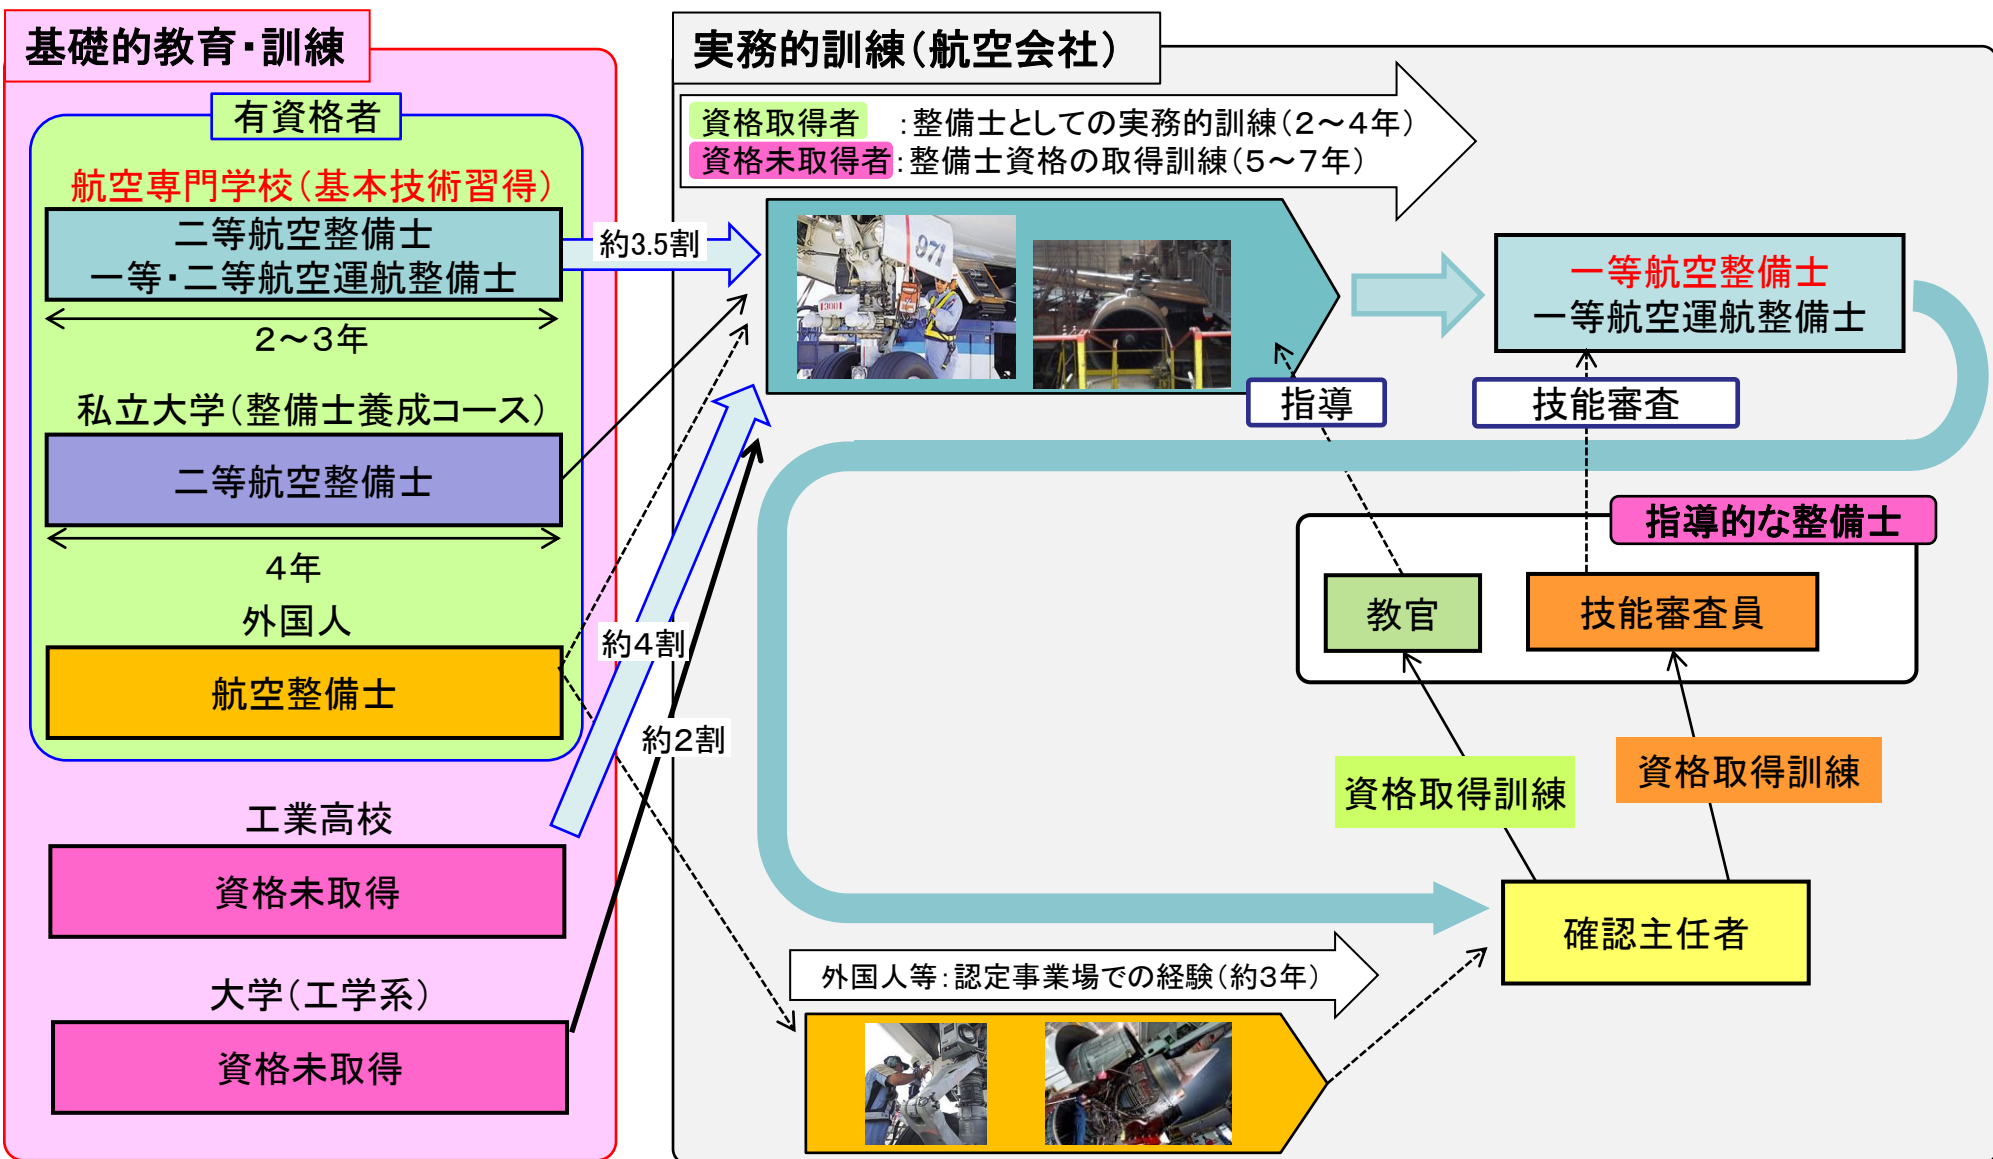 基礎的教育・訓練
有資格者
航空専門学校(基本技術習得)
二等航空整備士
一等・二等航空運航整備士
2～3年
私立大学(整備士養成コース)
二等航空整備士
4年
外国人
航空整備士
工業高校
資格未取得
大学(工学系)
資格未取得
約3.5割
約4割
約2割
実務的訓練(航空会社)
資格取得者 :整備士としての実務的訓練(2～4年)
資格未取得者:整備士資格の取得訓練(5～7年)
971
一等航空整備士
一等航空運航整備士
指導
技能審査
指導的な整備士
教官
技能審査員
資格取得訓練
資格取得訓練
確認主任者
外国人等:認定事業場での経験(約3年)